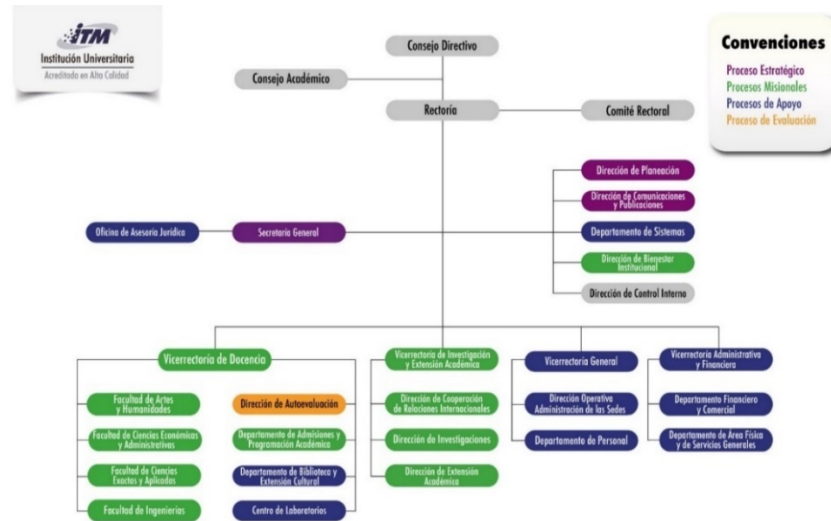 ITM
Institución Universitaria
Acreditada en Alta Calidad
Consejo Directivo
Consejo Académico
Rectoría
Comité Rectoral
Convenciones
Proceso Estratégico
Procesos Misionales
Procesos de Apoyo
Proceso de Evaluación
Dirección de Planeación
Dirección de Comunicaciones
y Publicaciones
Oficina de Asesoría Jurídica
Secretaría General
Departamento de Sistemas
Dirección de Bienestar
Institucional
Dirección de Control Interno
Vicerrectoría de Docencia
Facultad de Artes
y Humanidades
Facultad de Ciencias Económicas
y Administrativas
Facultad de Ciencias
Exactas y Aplicadas
Facultad de Ingenierías
Dirección de Autoevaluación
Departamento de Admisiones y
Programación Académica
Departamento de Biblioteca y
Extensión Cultural
Centro de Laboratorios
Vicerrectoría de Investigación
y Extensión Académica
Dirección de Cooperación
de Relaciones Internacionales
Dirección de Investigaciones
Dirección de Extensión
Académica
Vicerrectoría General
Dirección Operativa
Administración de las Sedes
Departamento de Personal
Vicerrectoría Administrativa
y Financiera
Departamento Financiero
y Comercial
Departamento de Área Física
y de Servicios Generales